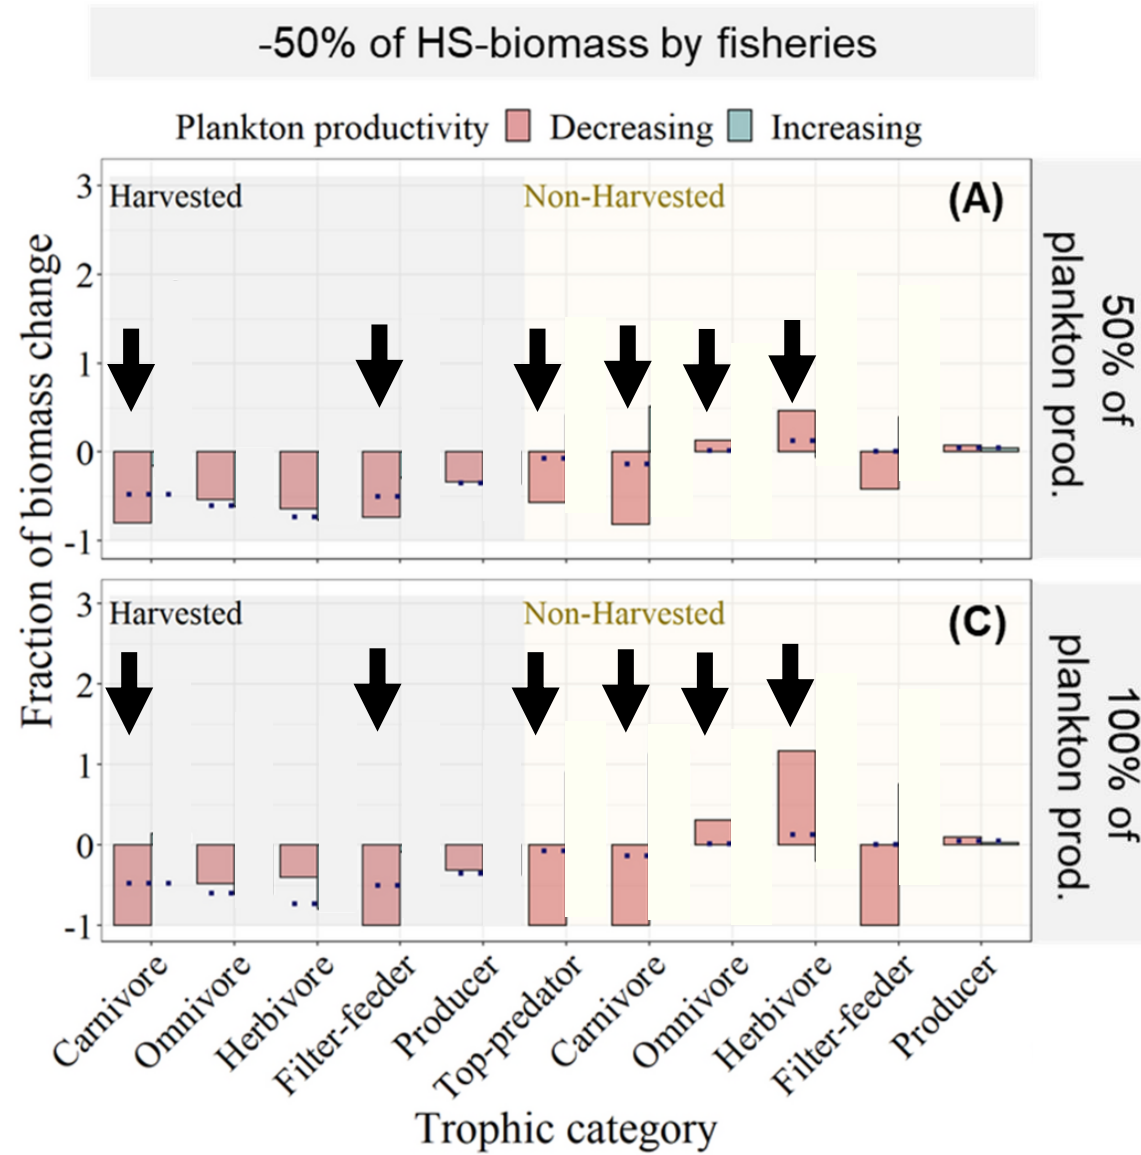 -50% of HS-biomass by fisheries
Plankton productivity Decreasing Increasing
Fraction of biomass change
Harvested Non-Harvested (A)
3
2
1
0
-1
50% of
plankton prod.
Harvested Non-Harvested (C)
3
2
1
0
-1
100% of
plankton prod.
Carnivore
Omnivore
Herbivore
Filter-feeder
Producer
Top-predator
Carnivore
Omnivore
Herbivore
Filter-feeder
Producer
Trophic category